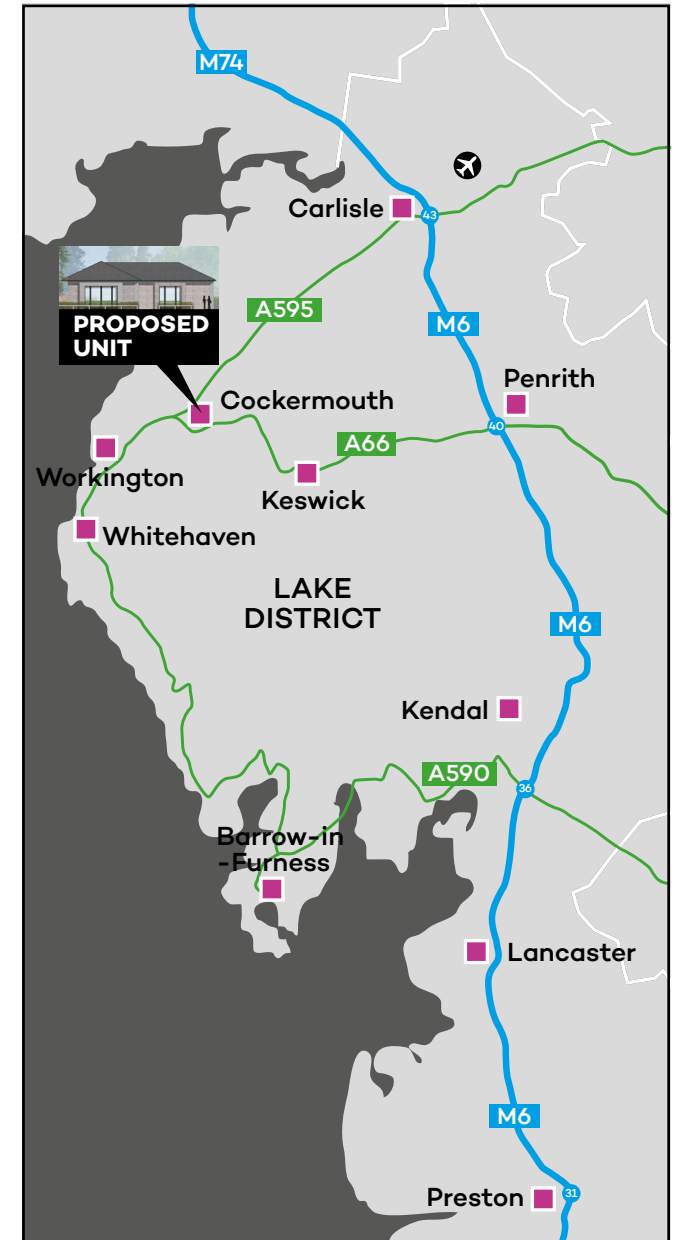 M74
Carlisle
43
PROPOSED
UNIT
A595
M6
Penrith
Cockermouth
40
A66
Workington
Keswick
Whitehaven
LAKE
DISTRICT
M6
Kendal
A590
36
Barrow-in
-Furness
Lancaster
M6
Preston
31